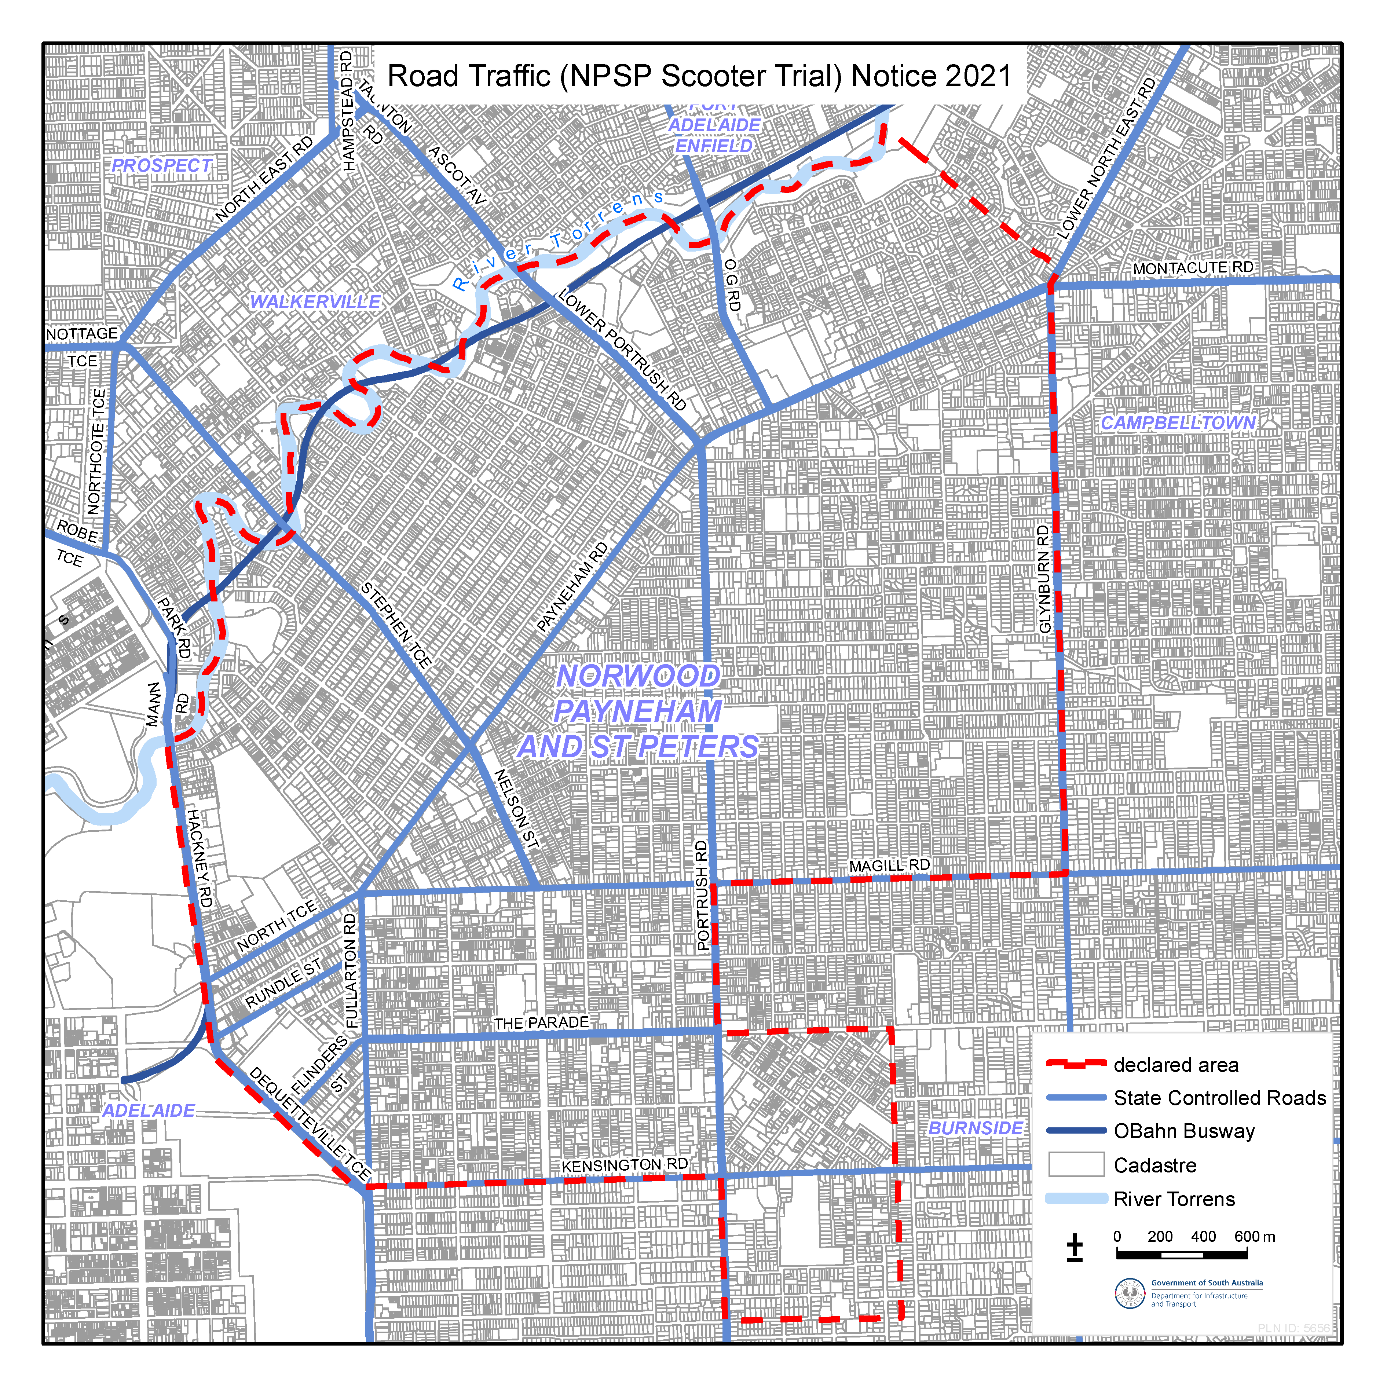 Road Traffic (NPSP Scooter Trial) Notice 2021
HAMPSTEAD RD
TAUNTON
RD
ASCOT AV
PORT
ADELAIDE
ENFIELD
PROSPECT
NORTH EAST RD
LOWER NORTH EAST RD
River Torrens
MONTACUTE RD
WALKERVILLE
O G RD
LOWER PORTRUSH RD
NOTTAGE
TCE
NORTHCOTE TCE
CAMPBELLTOWN
ROBE
TCE
GLYNBURN RD
PAYNEHAM RD
STEPHEN TCE
PARK RD
s
NORWOOD
PAYNEHAM
AND ST PETERS
MANN
RD
NELSON ST
HACKNEY RD
PORTRUSH RD
MAGILL RD
NORTH TCE
FULLARTON RD
RUNDLE ST
THE PARADE
FLINDERS
ST
DEQUETTEVILLE TCE
ADELAIDE
BURNSIDE
KENSINGTON RD
declared area
State Controlled Roads
OBahn Busway
Cadastre
River Torrens
0 200 400 600 m
Government of South Australia
Department for Infrastructure
and Transport
PLN ID: 5656